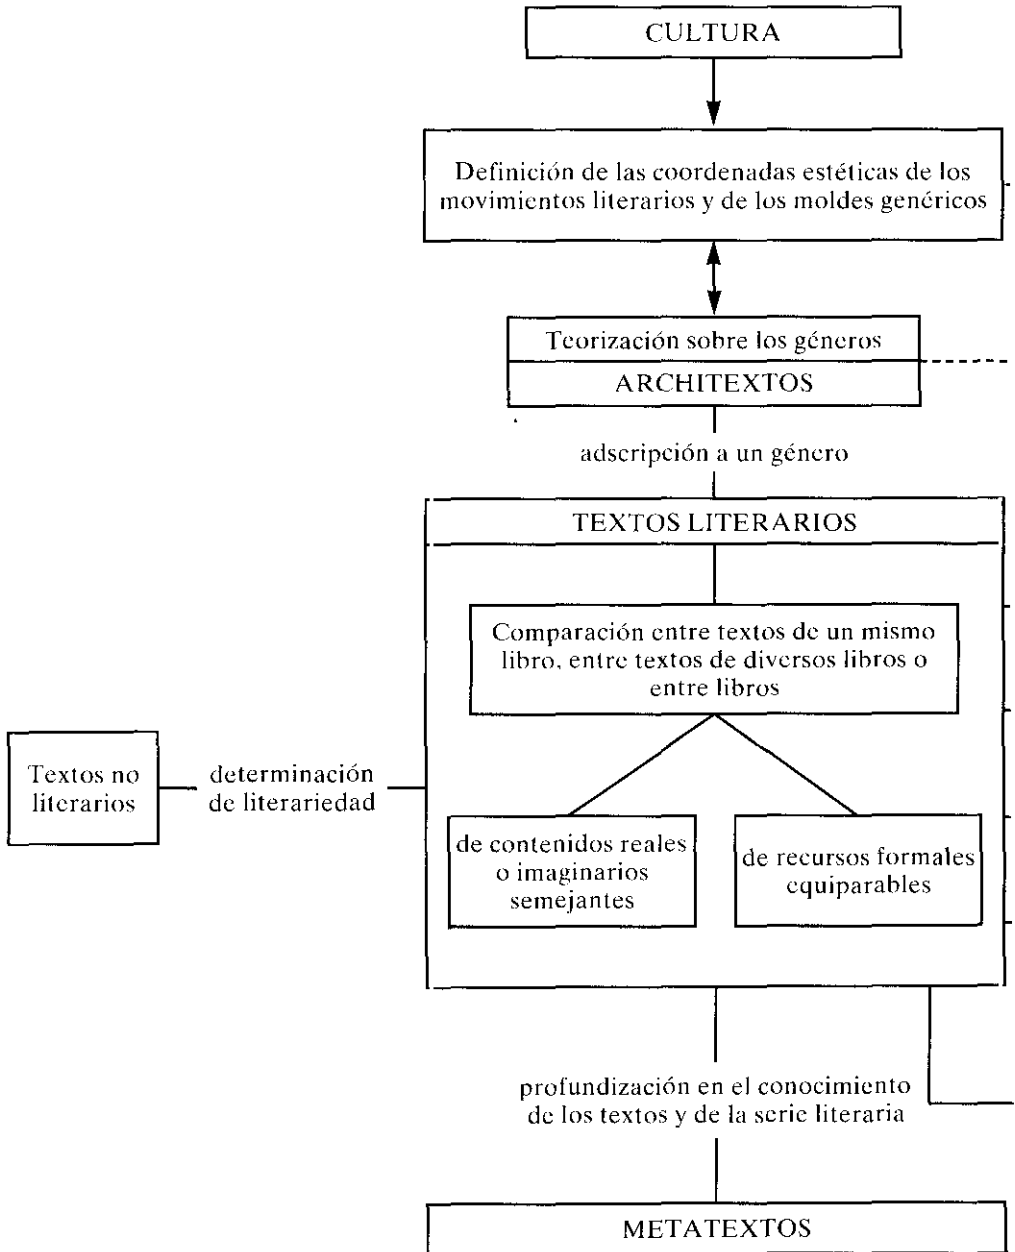 CULTURA
Definición de las coordenadas estéticas de los
movimientos literarios y de los moldes genéricos
Teorización sobre los géneros
ARCHITEXTOS
adscripción a un género
TEXTOS LITERARIOS
Comparación entre textos de un mismo
libro, entre textos de diversos libros o
entre libros
Textos no
literarios
determinación
de literariedad
de contenidos reales
o imaginarios
semejantes
de recursos formales
equiparables
profundización en el conocimiento
de los textos y de la serie literaria
METATEXTOS